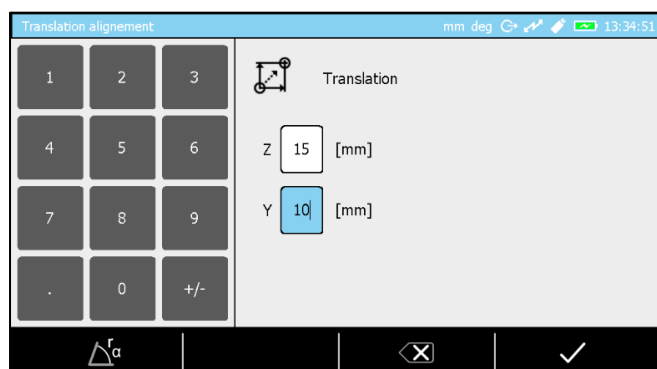 Translation alignement mm deg 13:34:51
1 2 3
Translation
4 5 6
Z 15 [mm]
7 8 9
Y 10 [mm]
. 0 +/-
r α